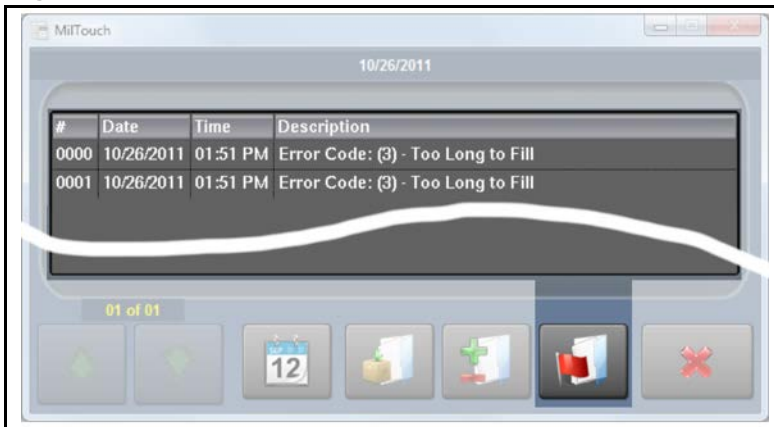 MilTouch
10/26/2011
# Date Time Description
0000 10/26/2011 01:51 PM Error Code: (3) - Too Long to Fill
0001 10/26/2011 01:51 PM Error Code: (3) - Too Long to Fill
01 of 01
12